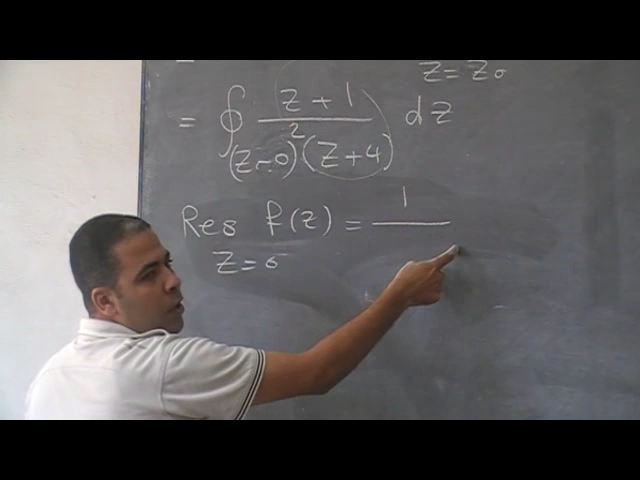 z = z₀
= ∮ (z + 1) / ((z - 0)² (z + 4)) dz
Res f(z) = 1 /
z = 0